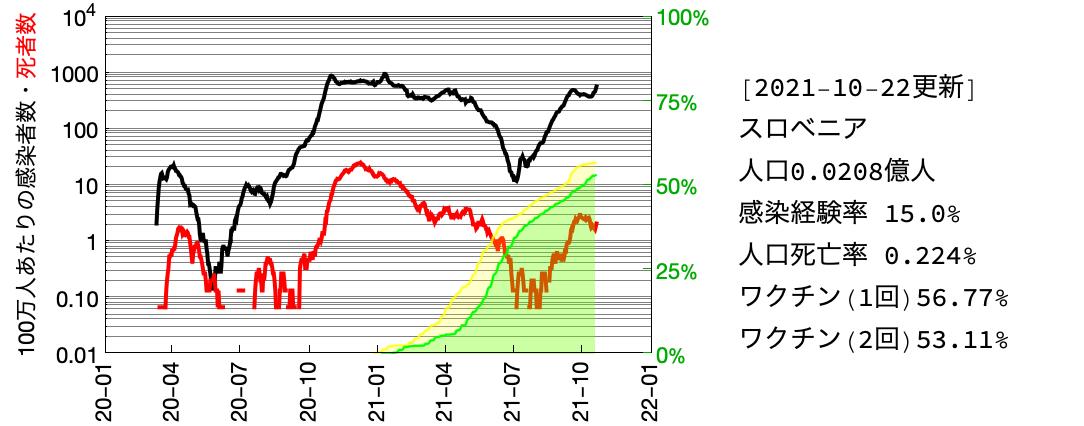 100万人あたりの感染者数・死者数
10^4
1000
100
10
1
0.10
0.01
100%
75%
50%
25%
0%
20-01
20-04
20-07
20-10
21-01
21-04
21-07
21-10
22-01
[2021-10-22更新]
スロベニア
人口0.0208億人
感染経験率 15.0%
人口死亡率 0.224%
ワクチン(1回)56.77%
ワクチン(2回)53.11%